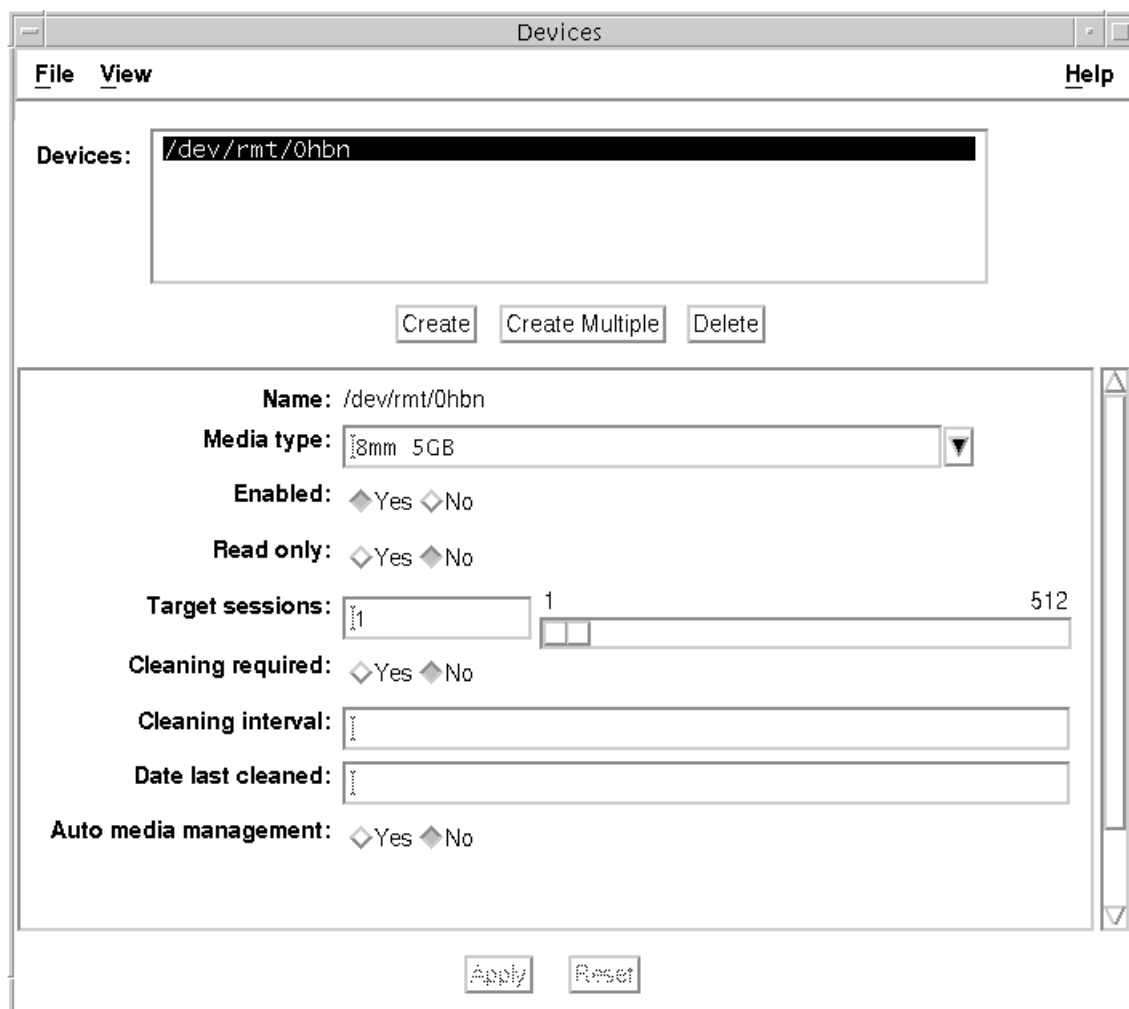 Devices
File View Help
Devices: /dev/rmt/0hbn
Create Create Multiple Delete
Name: /dev/rmt/0hbn
Media type: 8mm 5GB
Enabled: Yes No
Read only: Yes No
Target sessions: 1 1 512
Cleaning required: Yes No
Cleaning interval:
Date last cleaned:
Auto media management: Yes No
Apply Reset